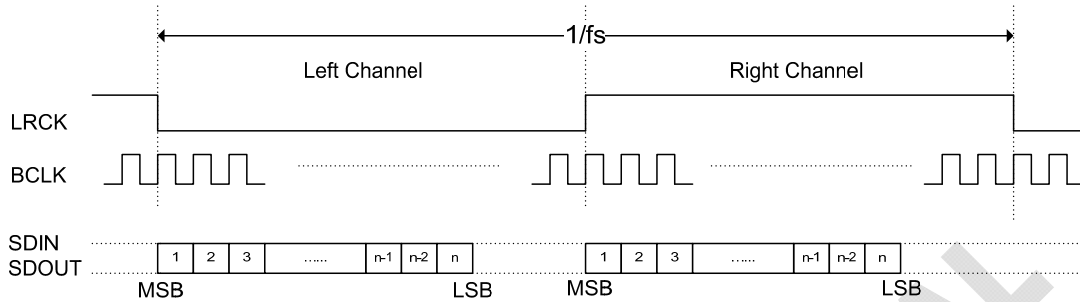 1/fs
Left Channel Right Channel
LRCK
BCLK
SDIN
SDOUT
1 2 3 ...... n-1 n-2 n 1 2 3 ...... n-1 n-2 n
MSB LSB MSB LSB